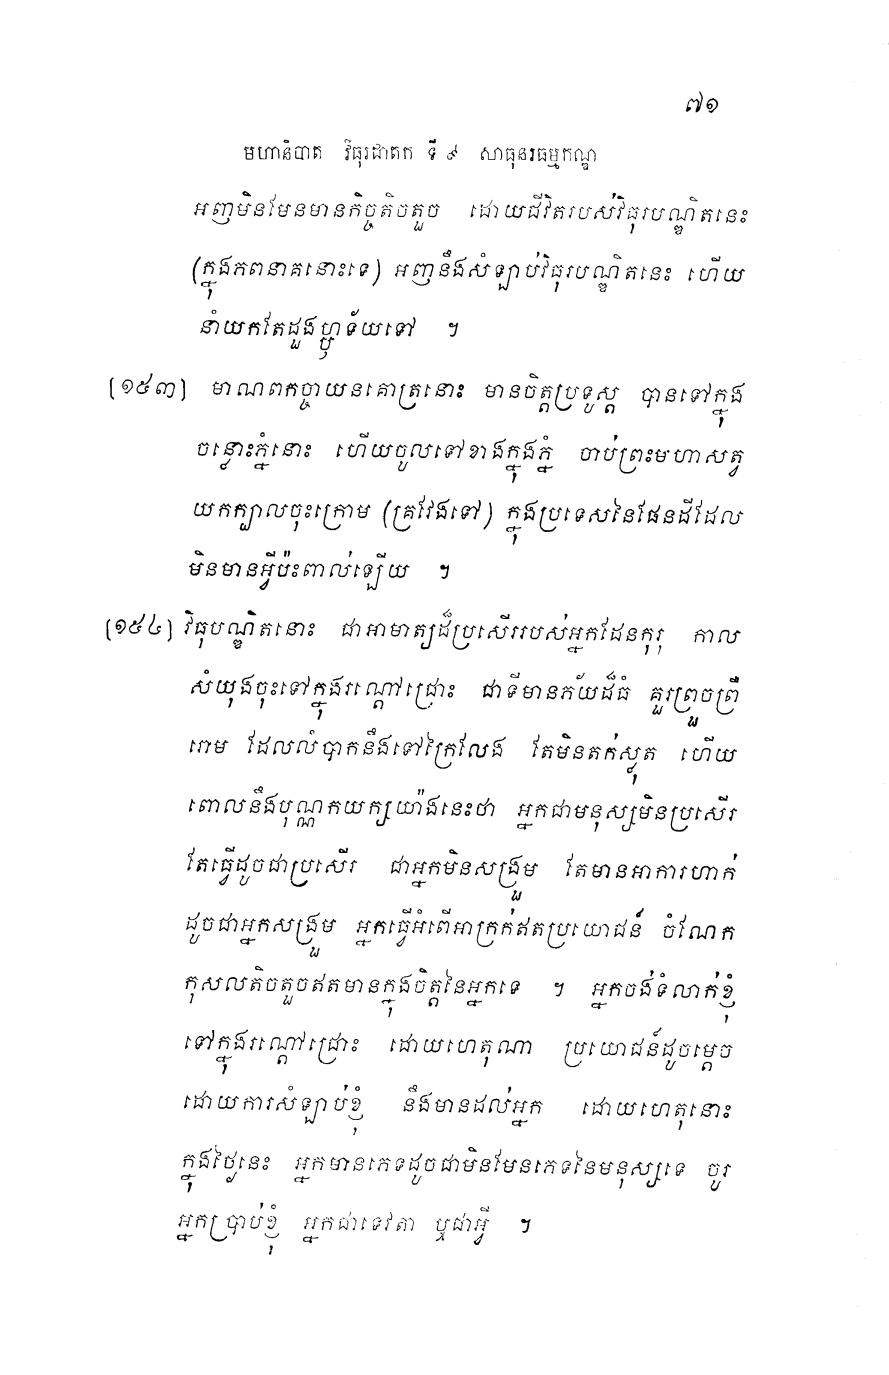 ៧១
មហានិបាត វិធុរជាតក ទី ៩ សាធុនរធម្មកណ្ឌ
អញមិនមែនមានកិច្ចតិចតួច ដោយជីវិតរបស់វិធុរបណ្ឌិតនេះ
(ក្នុងភពនាគនោះទេ) អញនឹងសំឡាប់វិធុរបណ្ឌិតនេះ ហើយ
នាំយកតែដួងហ្ឫទ័យទៅ ។
[១៥៣] មាណពកច្ចាយនគោត្រនោះ មានចិត្តប្រទូស្ត បានទៅក្នុង
ចន្លោះភ្នំនោះ ហើយចូលទៅខាងក្នុងភ្នំ ចាប់ព្រះមហាសត្វ
យកក្បាលចុះក្រោម (គ្រវែងទៅ) ក្នុងប្រទេសនៃផែនដីដែល
មិនមានអ្វីប៉ះពាល់ឡើយ ។
[១៥៤] វិធុបណ្ឌិតនោះ ជាអាមាត្យដ៏ប្រសើររបស់អ្នកដែនកុរុ កាល
សំយុងចុះទៅក្នុងរណ្តៅជ្រោះ ជាទីមានភ័យដ៏ធំ គួរព្រួចព្រឺ
រោម ដែលលំបាកនឹងទៅក្រៃលែង តែមិនតក់ស្លុត ហើយ
ពោលនឹងបុណ្ណកយក្សយ៉ាងនេះថា អ្នកជាមនុស្សមិនប្រសើរ
តែធ្វើដូចជាប្រសើរ ជាអ្នកមិនសង្រួម តែមានអាការហាក់
ដូចជាអ្នកសង្រួម អ្នកធ្វើអំពើអាក្រក់ឥតប្រយោជន៍ ចំណែក
កុសលតិចតួចឥតមានក្នុងចិត្តនៃអ្នកទេ ។ អ្នកចង់ទំលាក់ខ្ញុំ
ទៅក្នុងរណ្តៅជ្រោះ ដោយហេតុណា ប្រយោជន៍ដូចម្តេច
ដោយការសំឡាប់ខ្ញុំ នឹងមានដល់អ្នក ដោយហេតុនោះ
ក្នុងថ្ងៃនេះ អ្នកមានភេទដូចជាមិនមែនភេទនៃមនុស្សទេ ចូរ
អ្នកប្រាប់ខ្ញុំ អ្នកជាទេវតា ឬជាអ្វី ។